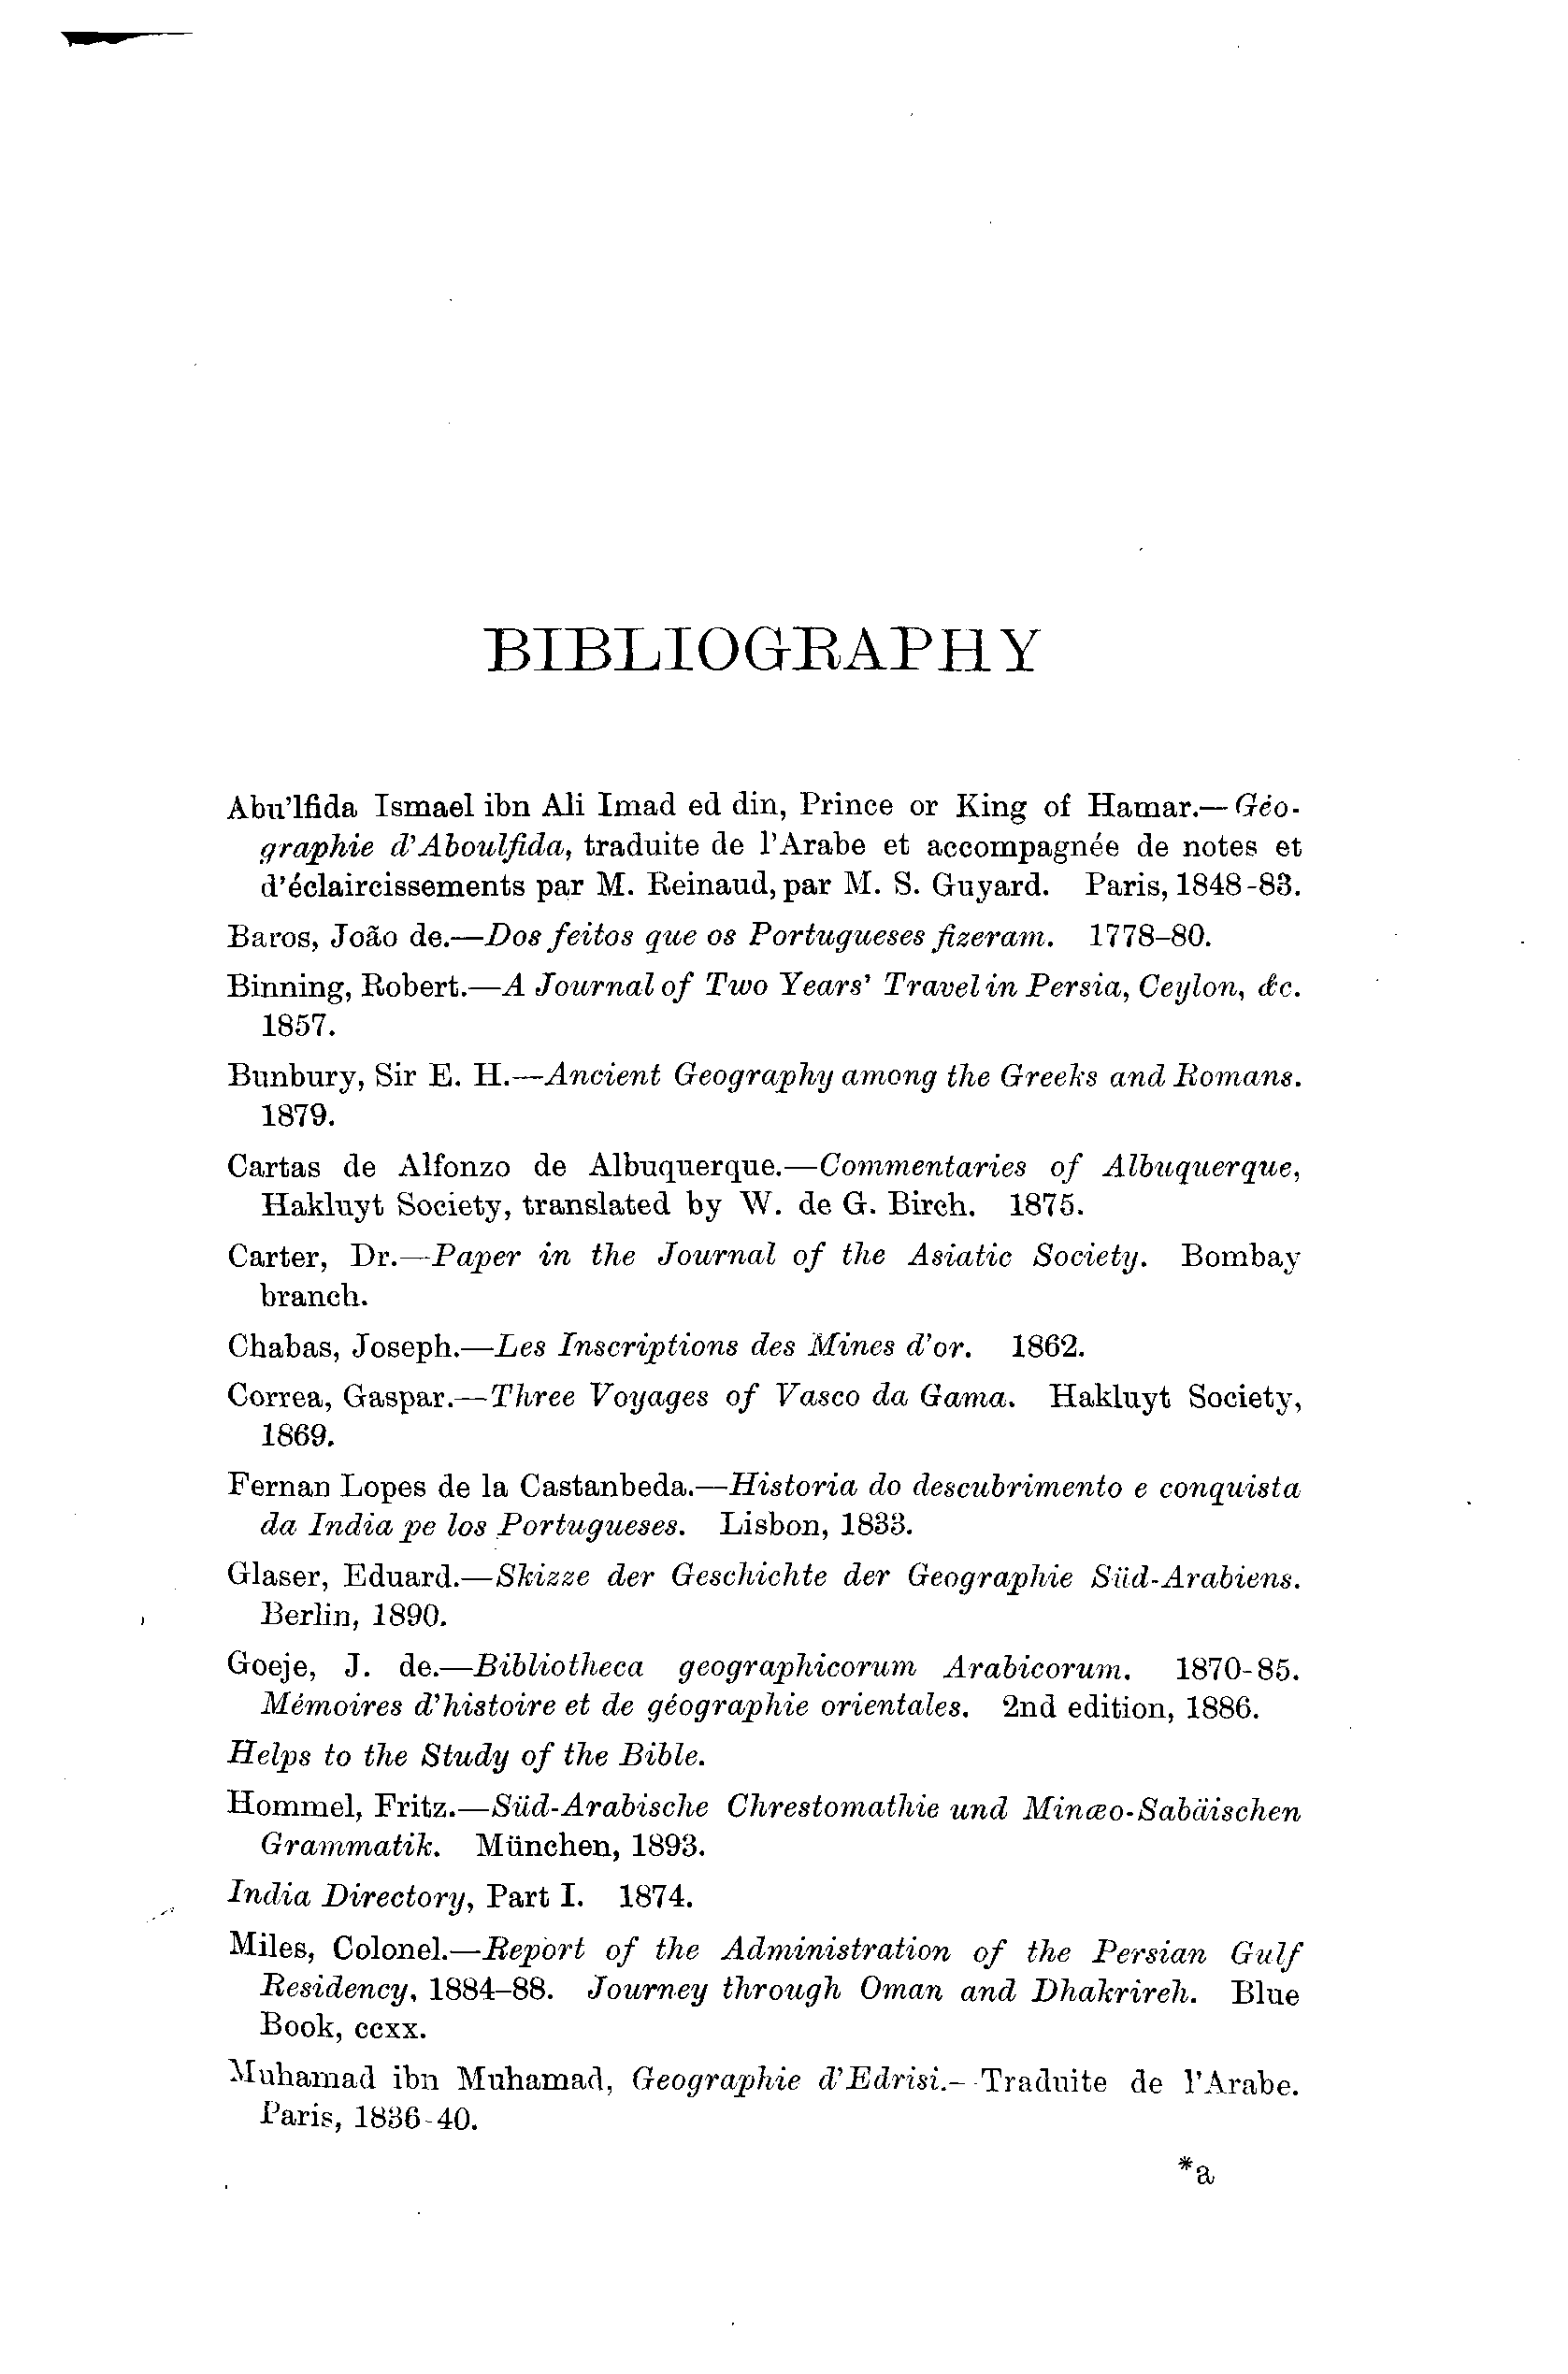 BIBLIOGRAPHY
Abu'lfida Ismael ibn Ali Imad ed din, Prince or King of Hamar.—Géo-
graphie d'Aboulfida, traduite de l'Arabe et accompagnée de notes et
d'éclaircissements par M. Reinaud, par M. S. Guyard. Paris, 1848-83.
Baros, João de.—Dos feitos que os Portugueses fizeram. 1778–80.
Binning, Robert.—A Journal of Two Years' Travel in Persia, Ceylon, &c.
1857.
Bunbury, Sir E. H.—Ancient Geography among the Greeks and Romans.
1879.
Cartas de Alfonzo de Albuquerque.—Commentaries of Albuquerque,
Hakluyt Society, translated by W. de G. Birch. 1875.
Carter, Dr.—Paper in the Journal of the Asiatic Society. Bombay
branch.
Chabas, Joseph.—Les Inscriptions des Mines d'or. 1862.
Correa, Gaspar.—Three Voyages of Vasco da Gama. Hakluyt Society,
1869.
Fernan Lopes de la Castanbeda.—Historia do descubrimento e conquista
da India pe los Portugueses. Lisbon, 1833.
Glaser, Eduard.—Skizze der Geschichte der Geographie Süd-Arabiens.
Berlin, 1890.
Goeje, J. de.—Bibliotheca geographicorum Arabicorum. 1870-85.
Mémoires d'histoire et de géographie orientales. 2nd edition, 1886.
Helps to the Study of the Bible.
Hommel, Fritz.—Süd-Arabische Chrestomathie und Minæo-Sabäischen
Grammatik. München, 1893.
India Directory, Part I. 1874.
Miles, Colonel.—Report of the Administration of the Persian Gulf
Residency, 1884–88. Journey through Oman and Dhakrireh. Blue
Book, ccxx.
Muhamad ibn Muhamad, Geographie d'Edrisi.—Traduite de l'Arabe.
Paris, 1836-40.
*a